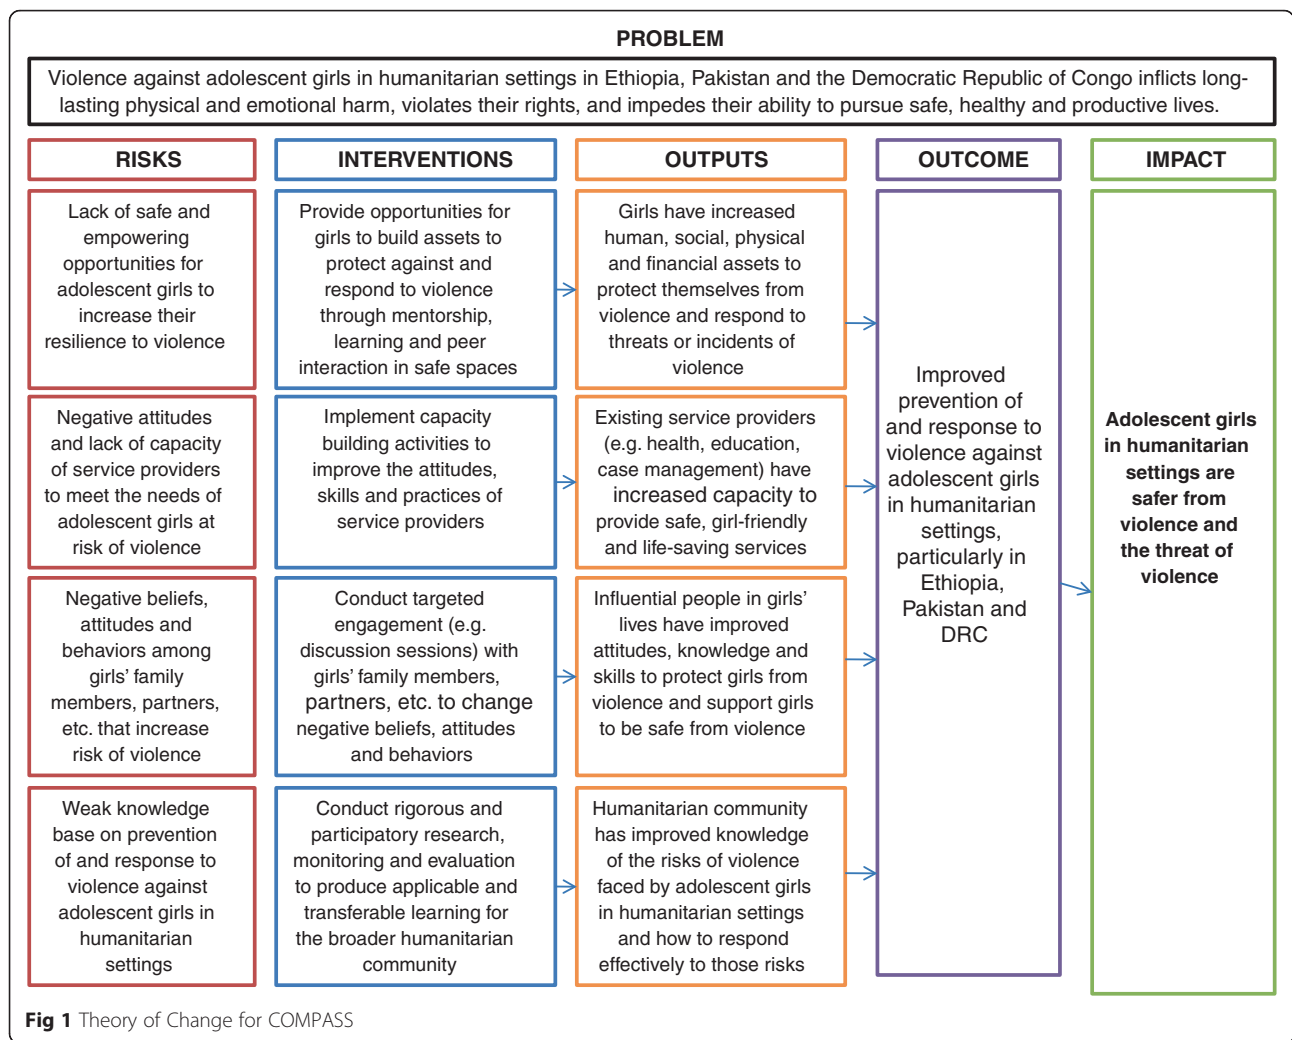 PROBLEM
Violence against adolescent girls in humanitarian settings in Ethiopia, Pakistan and the Democratic Republic of Congo inflicts long-
lasting physical and emotional harm, violates their rights, and impedes their ability to pursue safe, healthy and productive lives.
RISKS
Lack of safe and
empowering
opportunities for
adolescent girls to
increase their
resilience to violence
Negative attitudes
and lack of capacity
of service providers
to meet the needs of
adolescent girls at
risk of violence
Negative beliefs,
attitudes and
behaviors among
girls' family
members, partners,
etc. that increase
risk of violence
Weak knowledge
base on prevention
of and response to
violence against
adolescent girls in
humanitarian
settings
INTERVENTIONS
Provide opportunities for
girls to build assets to
protect against and
respond to violence
through mentorship,
learning and peer
interaction in safe spaces
Implement capacity
building activities to
improve the attitudes,
skills and practices of
service providers
Conduct targeted
engagement (e.g.
discussion sessions) with
girls' family members,
partners, etc. to change
negative beliefs, attitudes
and behaviors
Conduct rigorous and
participatory research,
monitoring and evaluation
to produce applicable and
transferable learning for
the broader humanitarian
community
OUTPUTS
Girls have increased
human, social, physical
and financial assets to
protect themselves from
violence and respond to
threats or incidents of
violence
Existing service providers
(e.g. health, education,
case management) have
increased capacity to
provide safe, girl-friendly
and life-saving services
Influential people in girls'
lives have improved
attitudes, knowledge and
skills to protect girls from
violence and support girls
to be safe from violence
Humanitarian community
has improved knowledge
of the risks of violence
faced by adolescent girls
in humanitarian settings
and how to respond
effectively to those risks
OUTCOME
Improved
prevention of
and response to
violence against
adolescent girls
in humanitarian
settings,
particularly in
Ethiopia,
Pakistan and
DRC
IMPACT
Adolescent girls
in humanitarian
settings are
safer from
violence and
the threat of
violence
Fig 1 Theory of Change for COMPASS